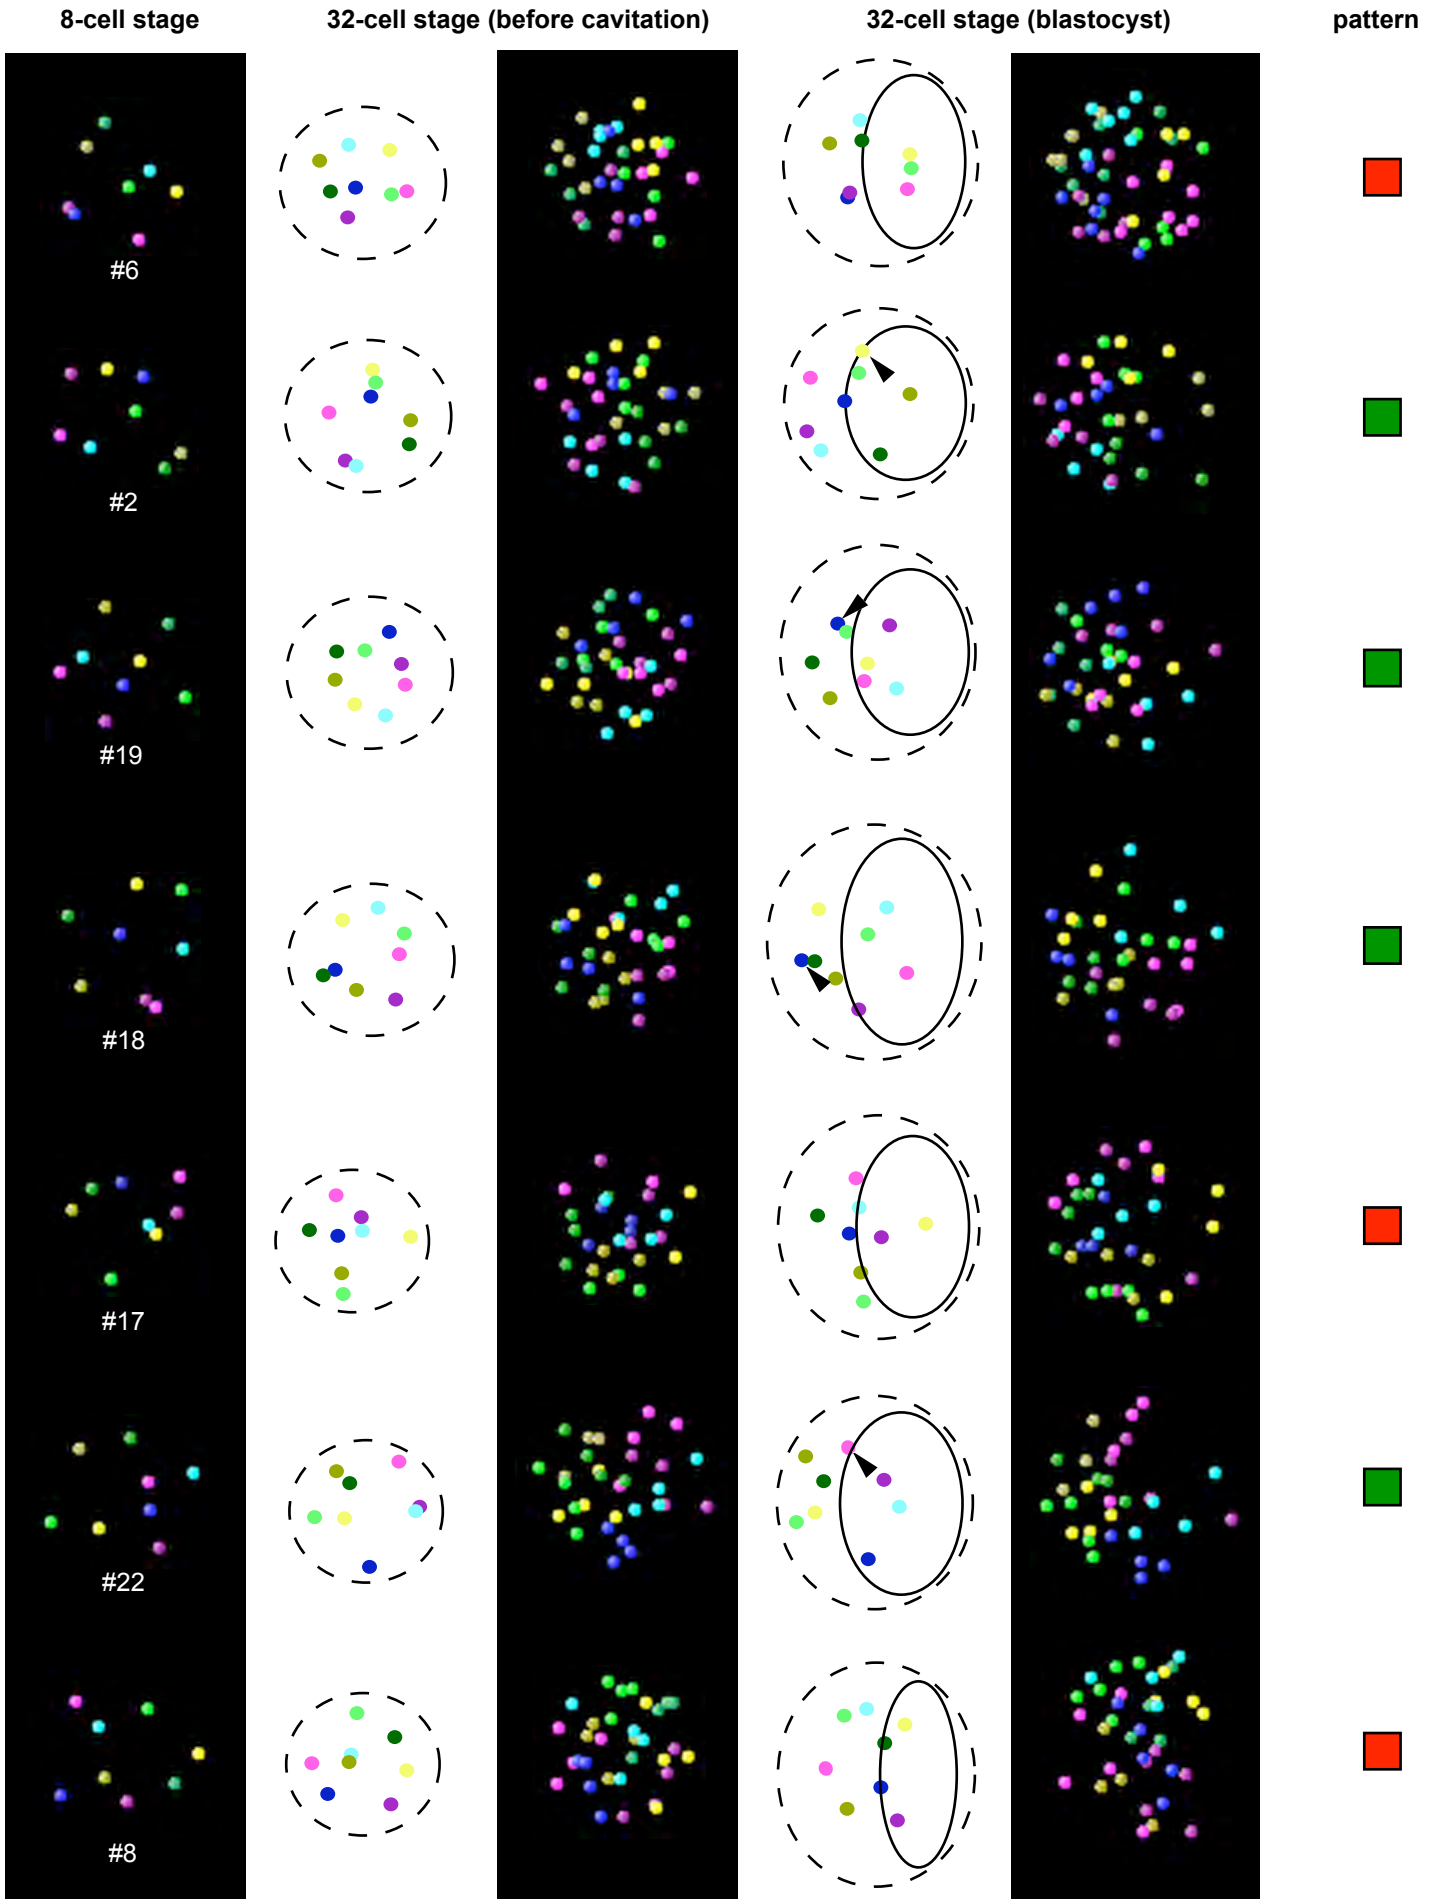 8-cell stage
32-cell stage (before cavitation)
32-cell stage (blastocyst)
pattern
#6
#2
#19
#18
#17
#22
#8